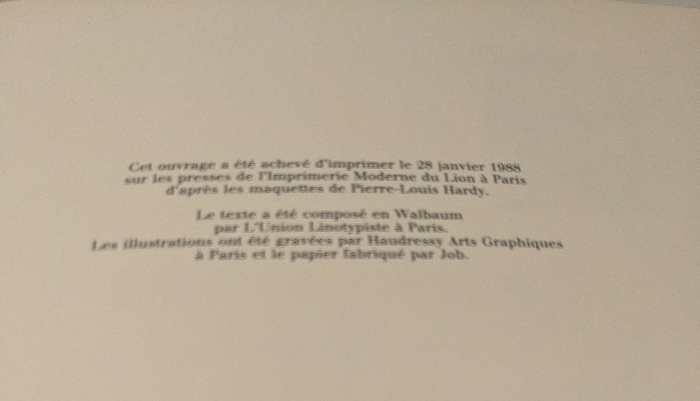 Cet ouvrage a été achevé d'imprimer le 28 janvier 1988
sur les presses de l'Imprimerie Moderne du Lion à Paris
d'après les maquettes de Pierre-Louis Hardy.
Le texte a été composé en Walbaum
par L'Union Linotypiste à Paris.
Les illustrations ont été gravées par Haudressy Arts Graphiques
à Paris et le papier fabriqué par Job.